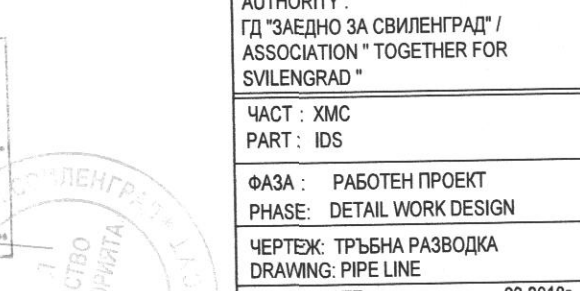 AUTHORITY :
ГД "ЗАЕДНО ЗА СВИЛЕНГРАД" /
ASSOCIATION " TOGETHER FOR
SVILENGRAD "
ЧАСТ : ХМС
PART : IDS
ФАЗА : РАБОТЕН ПРОЕКТ
PHASE: DETAIL WORK DESIGN
ЧЕРТЕЖ: ТРЪБНА РАЗВОДКА
DRAWING: PIPE LINE